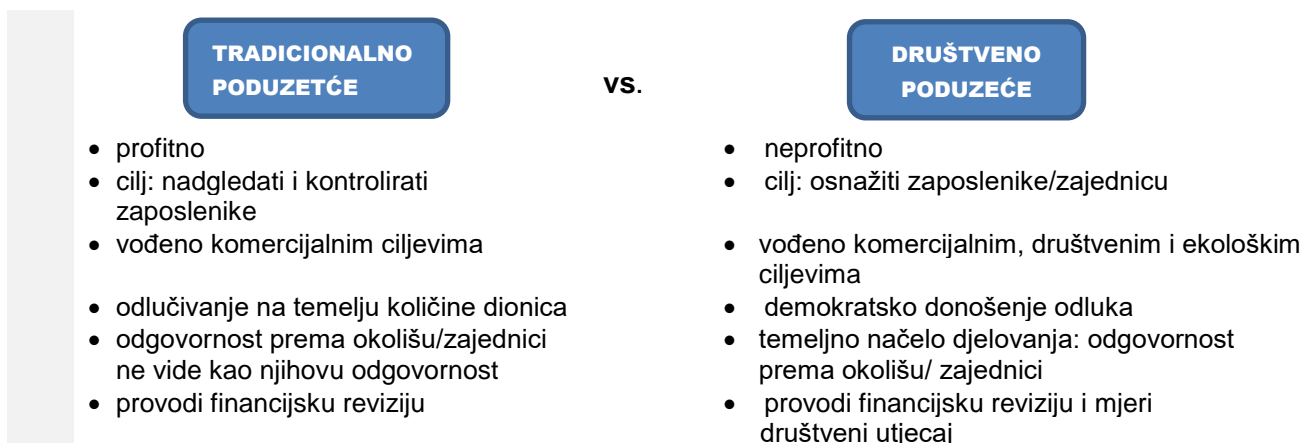 TRADICIONALNO
PODUZETĆE
vs.
DRUŠTVENO
PODUZEĆE
• profitno
• cilj: nadgledati i kontrolirati
zaposlenike
• vođeno komercijalnim ciljevima
• odlučivanje na temelju količine dionica
• odgovornost prema okolišu/zajednici
ne vide kao njihovu odgovornost
• provodi financijsku reviziju
• neprofitno
• cilj: osnažiti zaposlenike/zajednicu
• vođeno komercijalnim, društvenim i ekološkim
ciljevima
• demokratsko donošenje odluka
• temeljno načelo djelovanja: odgovornost
prema okolišu/ zajednici
• provodi financijsku reviziju i mjeri
društveni utjecaj